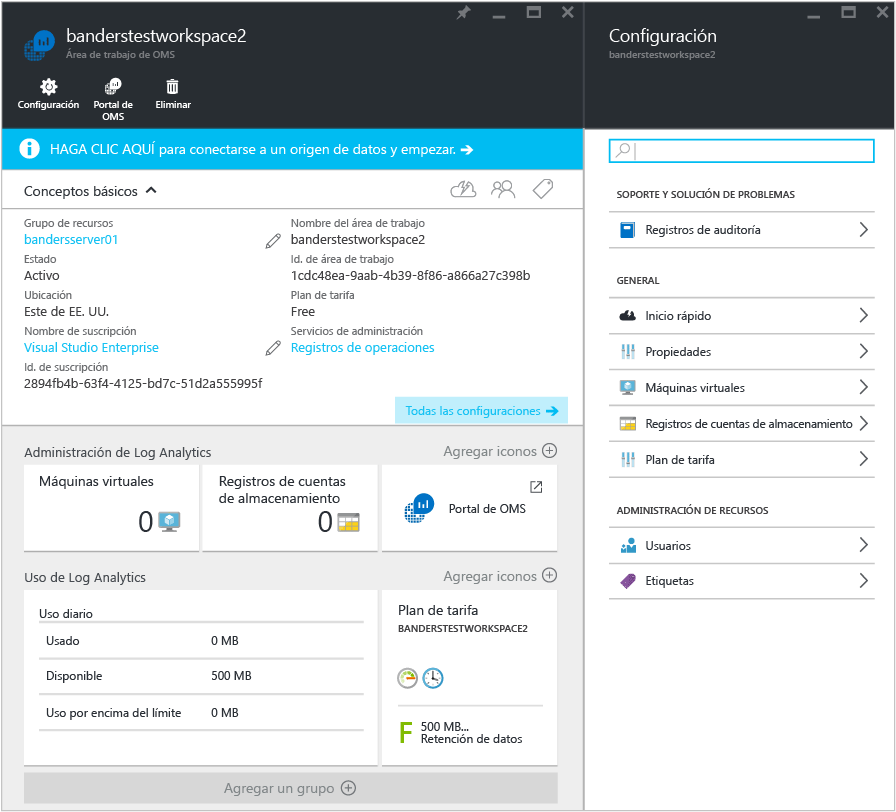 banderstestworkspace2
Área de trabajo de OMS
Configuración
Portal de
OMS
Eliminar
HAGA CLIC AQUÍ para conectarse a un origen de datos y empezar.
Conceptos básicos
Grupo de recursos
bandersserver01
Estado
Activo
Ubicación
Este de EE. UU.
Nombre de suscripción
Visual Studio Enterprise
Id. de suscripción
2894fb4b-63f4-4125-bd7c-51d2a555995f
Nombre del área de trabajo
banderstestworkspace2
Id. de área de trabajo
1cdc48ea-9aab-4b39-8f86-a866a27c398b
Plan de tarifa
Free
Servicios de administración
Registros de operaciones
Todas las configuraciones
Administración de Log Analytics
Agregar iconos
Máquinas virtuales
0
Registros de cuentas
de almacenamiento
0
Portal de OMS
Uso de Log Analytics
Agregar iconos
Uso diario
Usado 0 MB
Disponible 500 MB
Uso por encima del límite 0 MB
Plan de tarifa
BANDERSTESTWORKSPACE2
F
500 MB...
Retención de datos
Agregar un grupo
Configuración
banderstestworkspace2
SOPORTE Y SOLUCIÓN DE PROBLEMAS
Registros de auditoría
GENERAL
Inicio rápido
Propiedades
Máquinas virtuales
Registros de cuentas de almacenamiento
Plan de tarifa
ADMINISTRACIÓN DE RECURSOS
Usuarios
Etiquetas